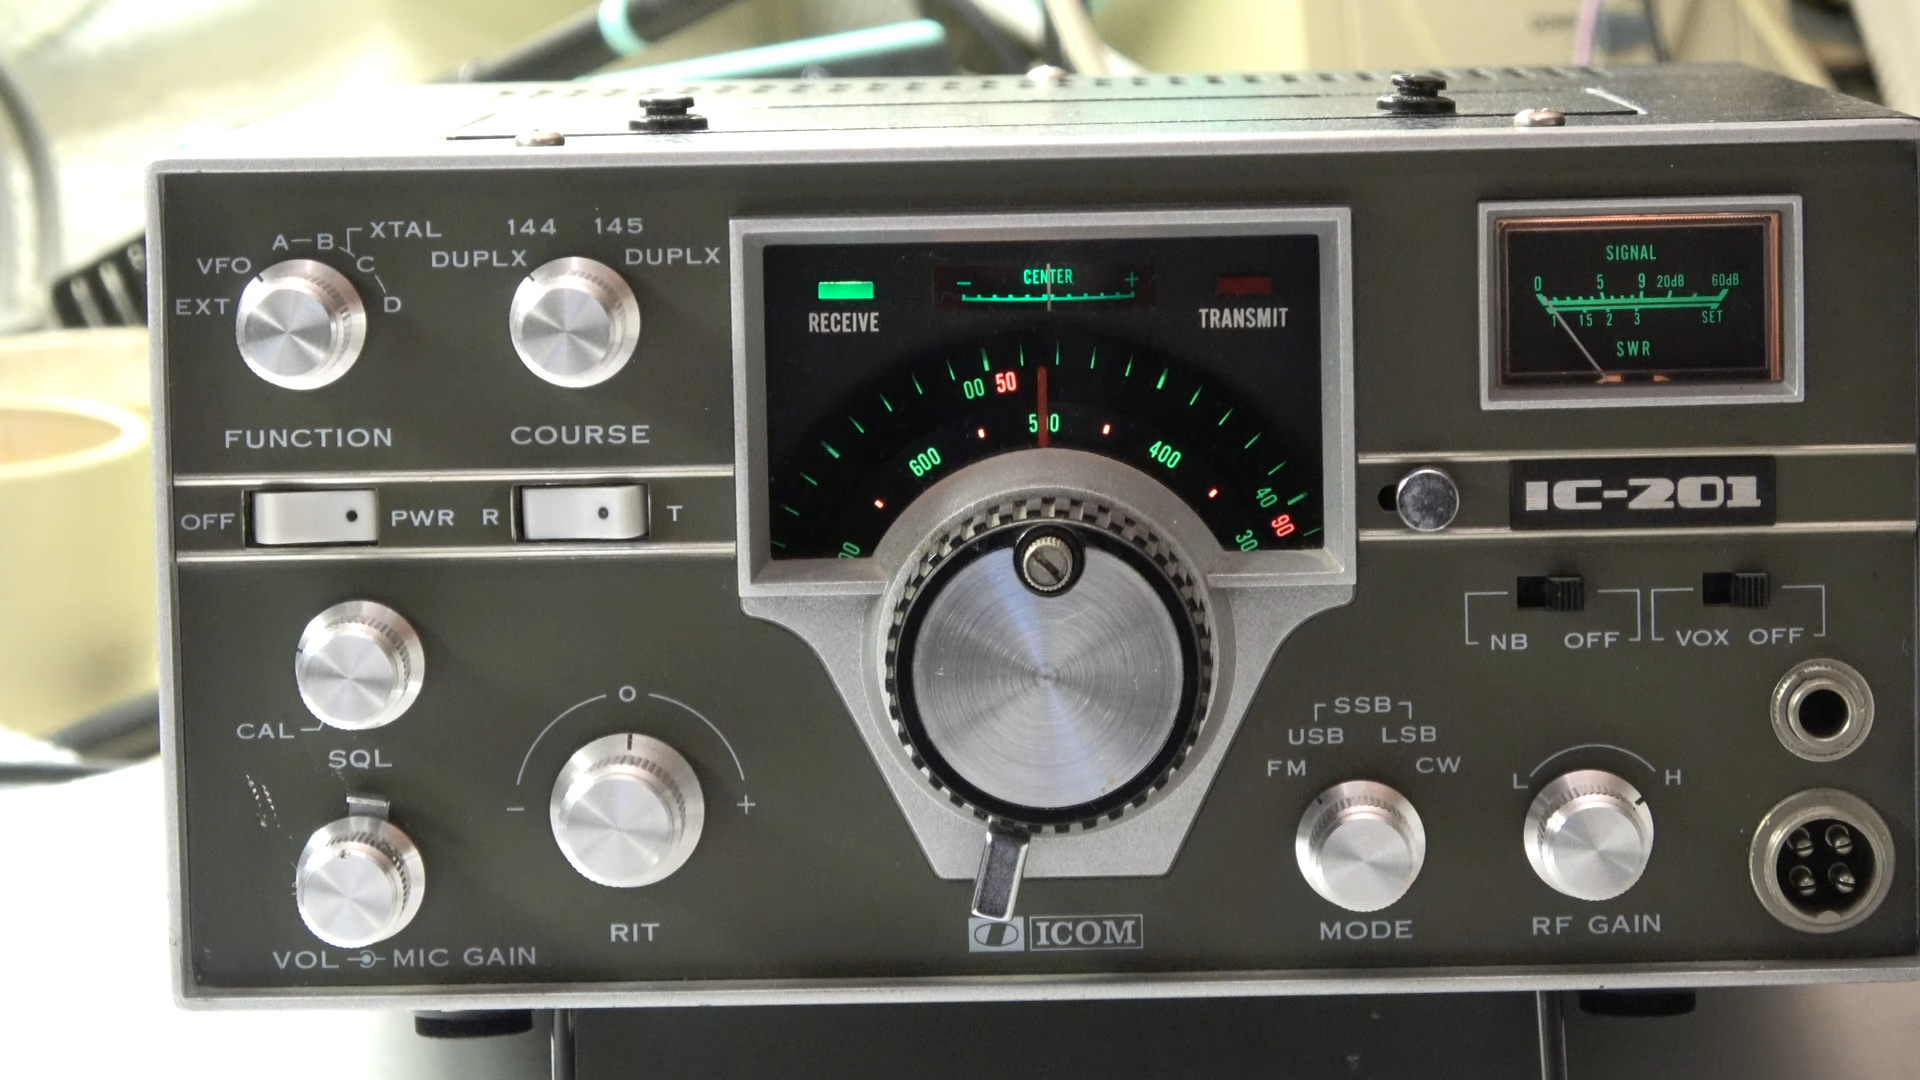 A—B XTAL
VFO C
EXT D
FUNCTION
144 145
DUPLX DUPLX
COURSE
OFF PWR R T
CAL
SQL
VOL MIC GAIN
O
− +
RIT
− CENTER +
RECEIVE TRANSMIT
00 50
500
600 400
40
90
30
00
ICOM
SIGNAL
0 5 9 20dB 60dB
1 1.5 2 3 SET
SWR
IC-201
NB OFF VOX OFF
SSB
USB LSB
FM CW
MODE
L H
RF GAIN